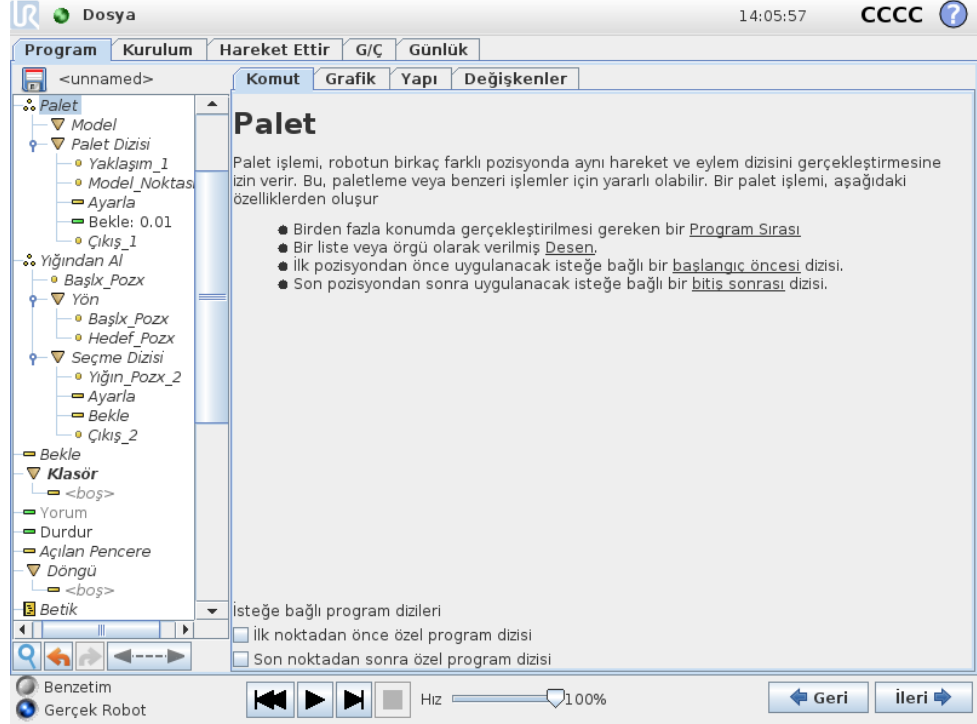 UR Dosya 14:05:57 CCCC ?
Program Kurulum Hareket Ettir G/Ç Günlük
<unnamed> Komut Grafik Yapı Değişkenler
Palet
Model
Palet Dizisi
Yaklaşım_1
Model_Noktas
Ayarla
Bekle: 0.01
Çıkış_1
Yığından Al
Başlx_Pozx
Yön
Başlx_Pozx
Hedef_Pozx
Seçme Dizisi
Yığın_Pozx_2
Ayarla
Bekle
Çıkış_2
Bekle
Klasör
<boş>
Yorum
Durdur
Açılan Pencere
Döngü
<boş>
Betik
Palet
Palet işlemi, robotun birkaç farklı pozisyonda aynı hareket ve eylem dizisini gerçekleştirmesine
izin verir. Bu, paletleme veya benzeri işlemler için yararlı olabilir. Bir palet işlemi, aşağıdaki
özelliklerden oluşur
● Birden fazla konumda gerçekleştirilmesi gereken bir Program Sırası
● Bir liste veya örgü olarak verilmiş Desen.
● İlk pozisyondan önce uygulanacak isteğe bağlı bir başlangıç öncesi dizisi.
● Son pozisyondan sonra uygulanacak isteğe bağlı bir bitis sonrası dizisi.
İsteğe bağlı program dizileri
İlk noktadan önce özel program dizisi
Son noktadan sonra özel program dizisi
Benzetim
Gerçek Robot
Hız 100%
Geri İleri